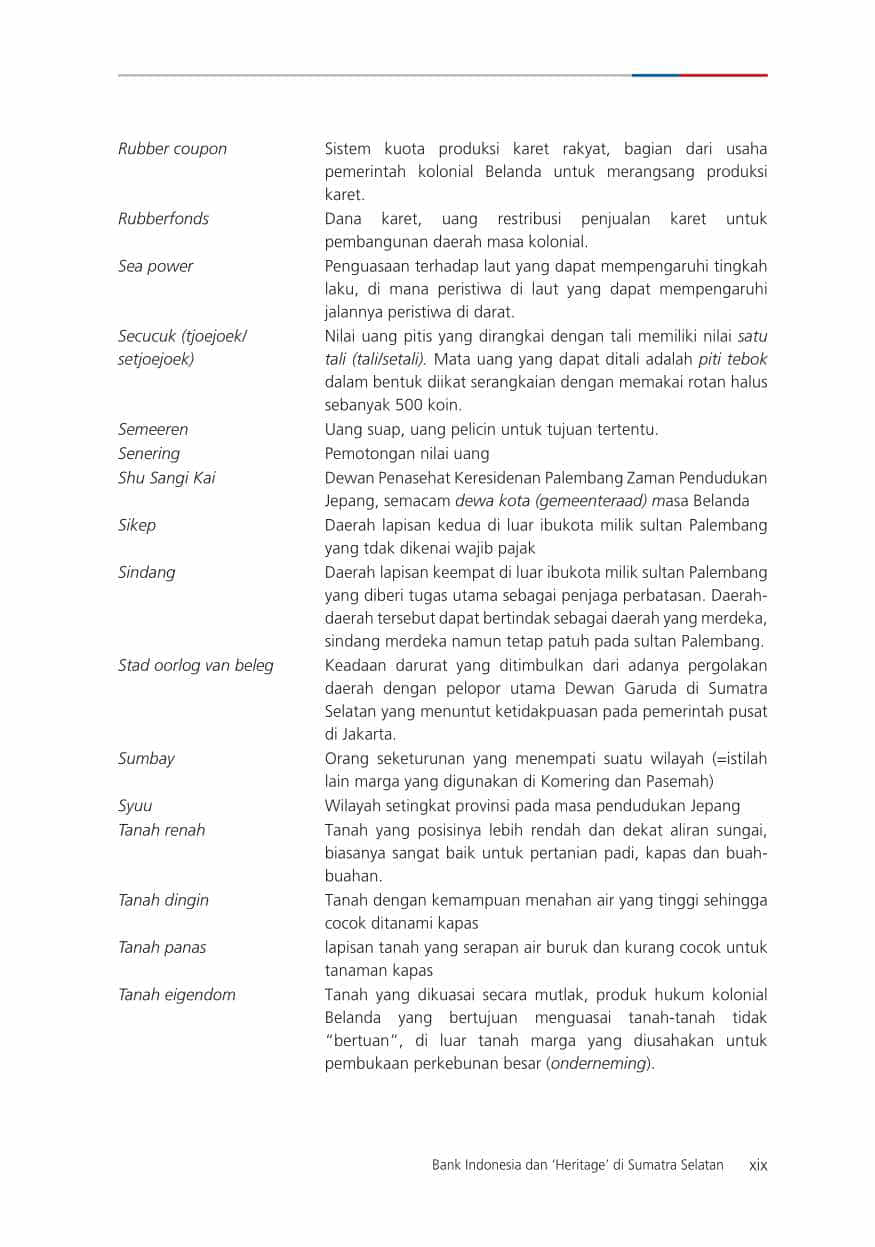 Rubber coupon Sistem kuota produksi karet rakyat, bagian dari usaha
pemerintah kolonial Belanda untuk merangsang produksi
karet.
Rubberfonds Dana karet, uang restribusi penjualan karet untuk
pembangunan daerah masa kolonial.
Sea power Penguasaan terhadap laut yang dapat mempengaruhi tingkah
laku, di mana peristiwa di laut yang dapat mempengaruhi
jalannya peristiwa di darat.
Secucuk (tjoejoek/ Nilai uang pitis yang dirangkai dengan tali memiliki nilai satu
setjoejoek) tali (tali/setali). Mata uang yang dapat ditali adalah piti tebok
dalam bentuk diikat serangkaian dengan memakai rotan halus
sebanyak 500 koin.
Semeeren Uang suap, uang pelicin untuk tujuan tertentu.
Senering Pemotongan nilai uang
Shu Sangi Kai Dewan Penasehat Keresidenan Palembang Zaman Pendudukan
Jepang, semacam dewa kota (gemeenteraad) masa Belanda
Sikep Daerah lapisan kedua di luar ibukota milik sultan Palembang
yang tdak dikenai wajib pajak
Sindang Daerah lapisan keempat di luar ibukota milik sultan Palembang
yang diberi tugas utama sebagai penjaga perbatasan. Daerah-
daerah tersebut dapat bertindak sebagai daerah yang merdeka,
sindang merdeka namun tetap patuh pada sultan Palembang.
Stad oorlog van beleg Keadaan darurat yang ditimbulkan dari adanya pergolakan
daerah dengan pelopor utama Dewan Garuda di Sumatra
Selatan yang menuntut ketidakpuasan pada pemerintah pusat
di Jakarta.
Sumbay Orang seketurunan yang menempati suatu wilayah (=istilah
lain marga yang digunakan di Komering dan Pasemah)
Syuu Wilayah setingkat provinsi pada masa pendudukan Jepang
Tanah renah Tanah yang posisinya lebih rendah dan dekat aliran sungai,
biasanya sangat baik untuk pertanian padi, kapas dan buah-
buahan.
Tanah dingin Tanah dengan kemampuan menahan air yang tinggi sehingga
cocok ditanami kapas
Tanah panas lapisan tanah yang serapan air buruk dan kurang cocok untuk
tanaman kapas
Tanah eigendom Tanah yang dikuasai secara mutlak, produk hukum kolonial
Belanda yang bertujuan menguasai tanah-tanah tidak
“bertuan“, di luar tanah marga yang diusahakan untuk
pembukaan perkebunan besar (onderneming).
Bank Indonesia dan ‘Heritage’ di Sumatra Selatan xix